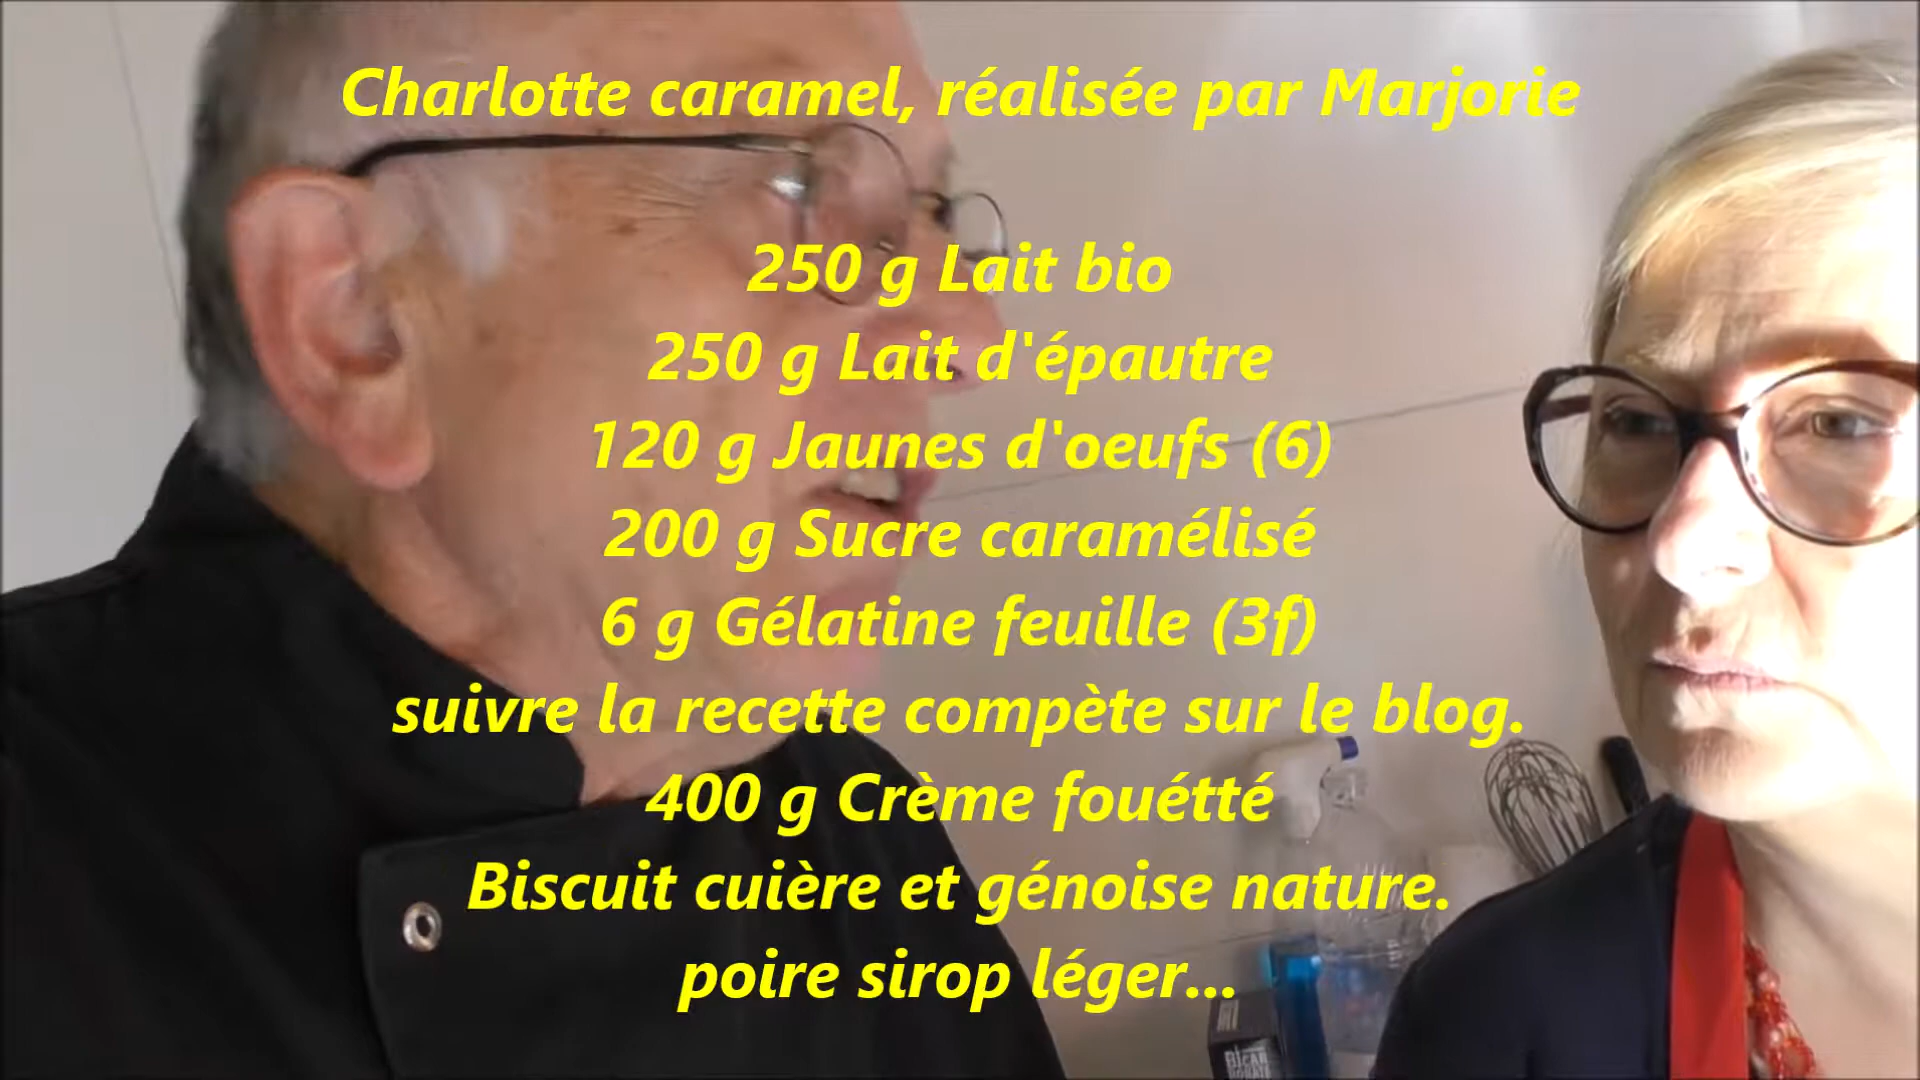 Charlotte caramel, réalisée par Marjorie
250 g Lait bio
250 g Lait d'épautre
120 g Jaunes d'oeufs (6)
200 g Sucre caramélisé
6 g Gélatine feuille (3f)
suivre la recette compète sur le blog.
400 g Crème fouétté
Biscuit cuière et génoise nature.
poire sirop léger...
BICAR
BONATE